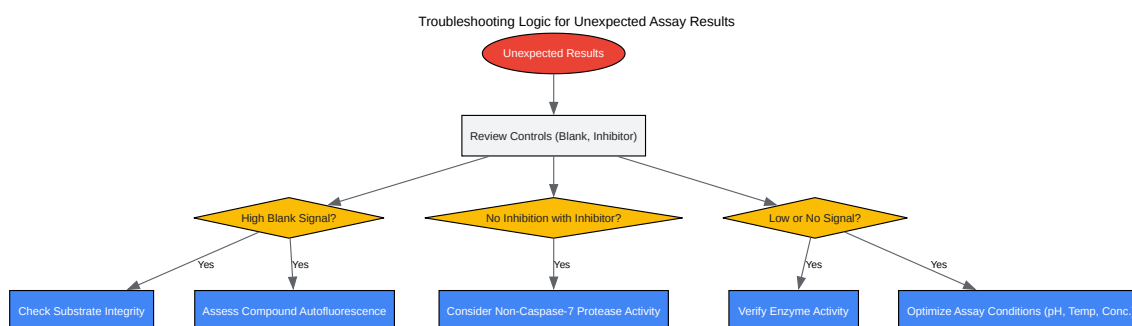 Troubleshooting Logic for Unexpected Assay Results
Unexpected Results
Review Controls (Blank, Inhibitor)
High Blank Signal?
No Inhibition with Inhibitor?
Low or No Signal?
Yes
Yes
Yes
Yes
Yes
Check Substrate Integrity
Assess Compound Autofluorescence
Consider Non-Caspase-7 Protease Activity
Verify Enzyme Activity
Optimize Assay Conditions (pH, Temp, Conc.